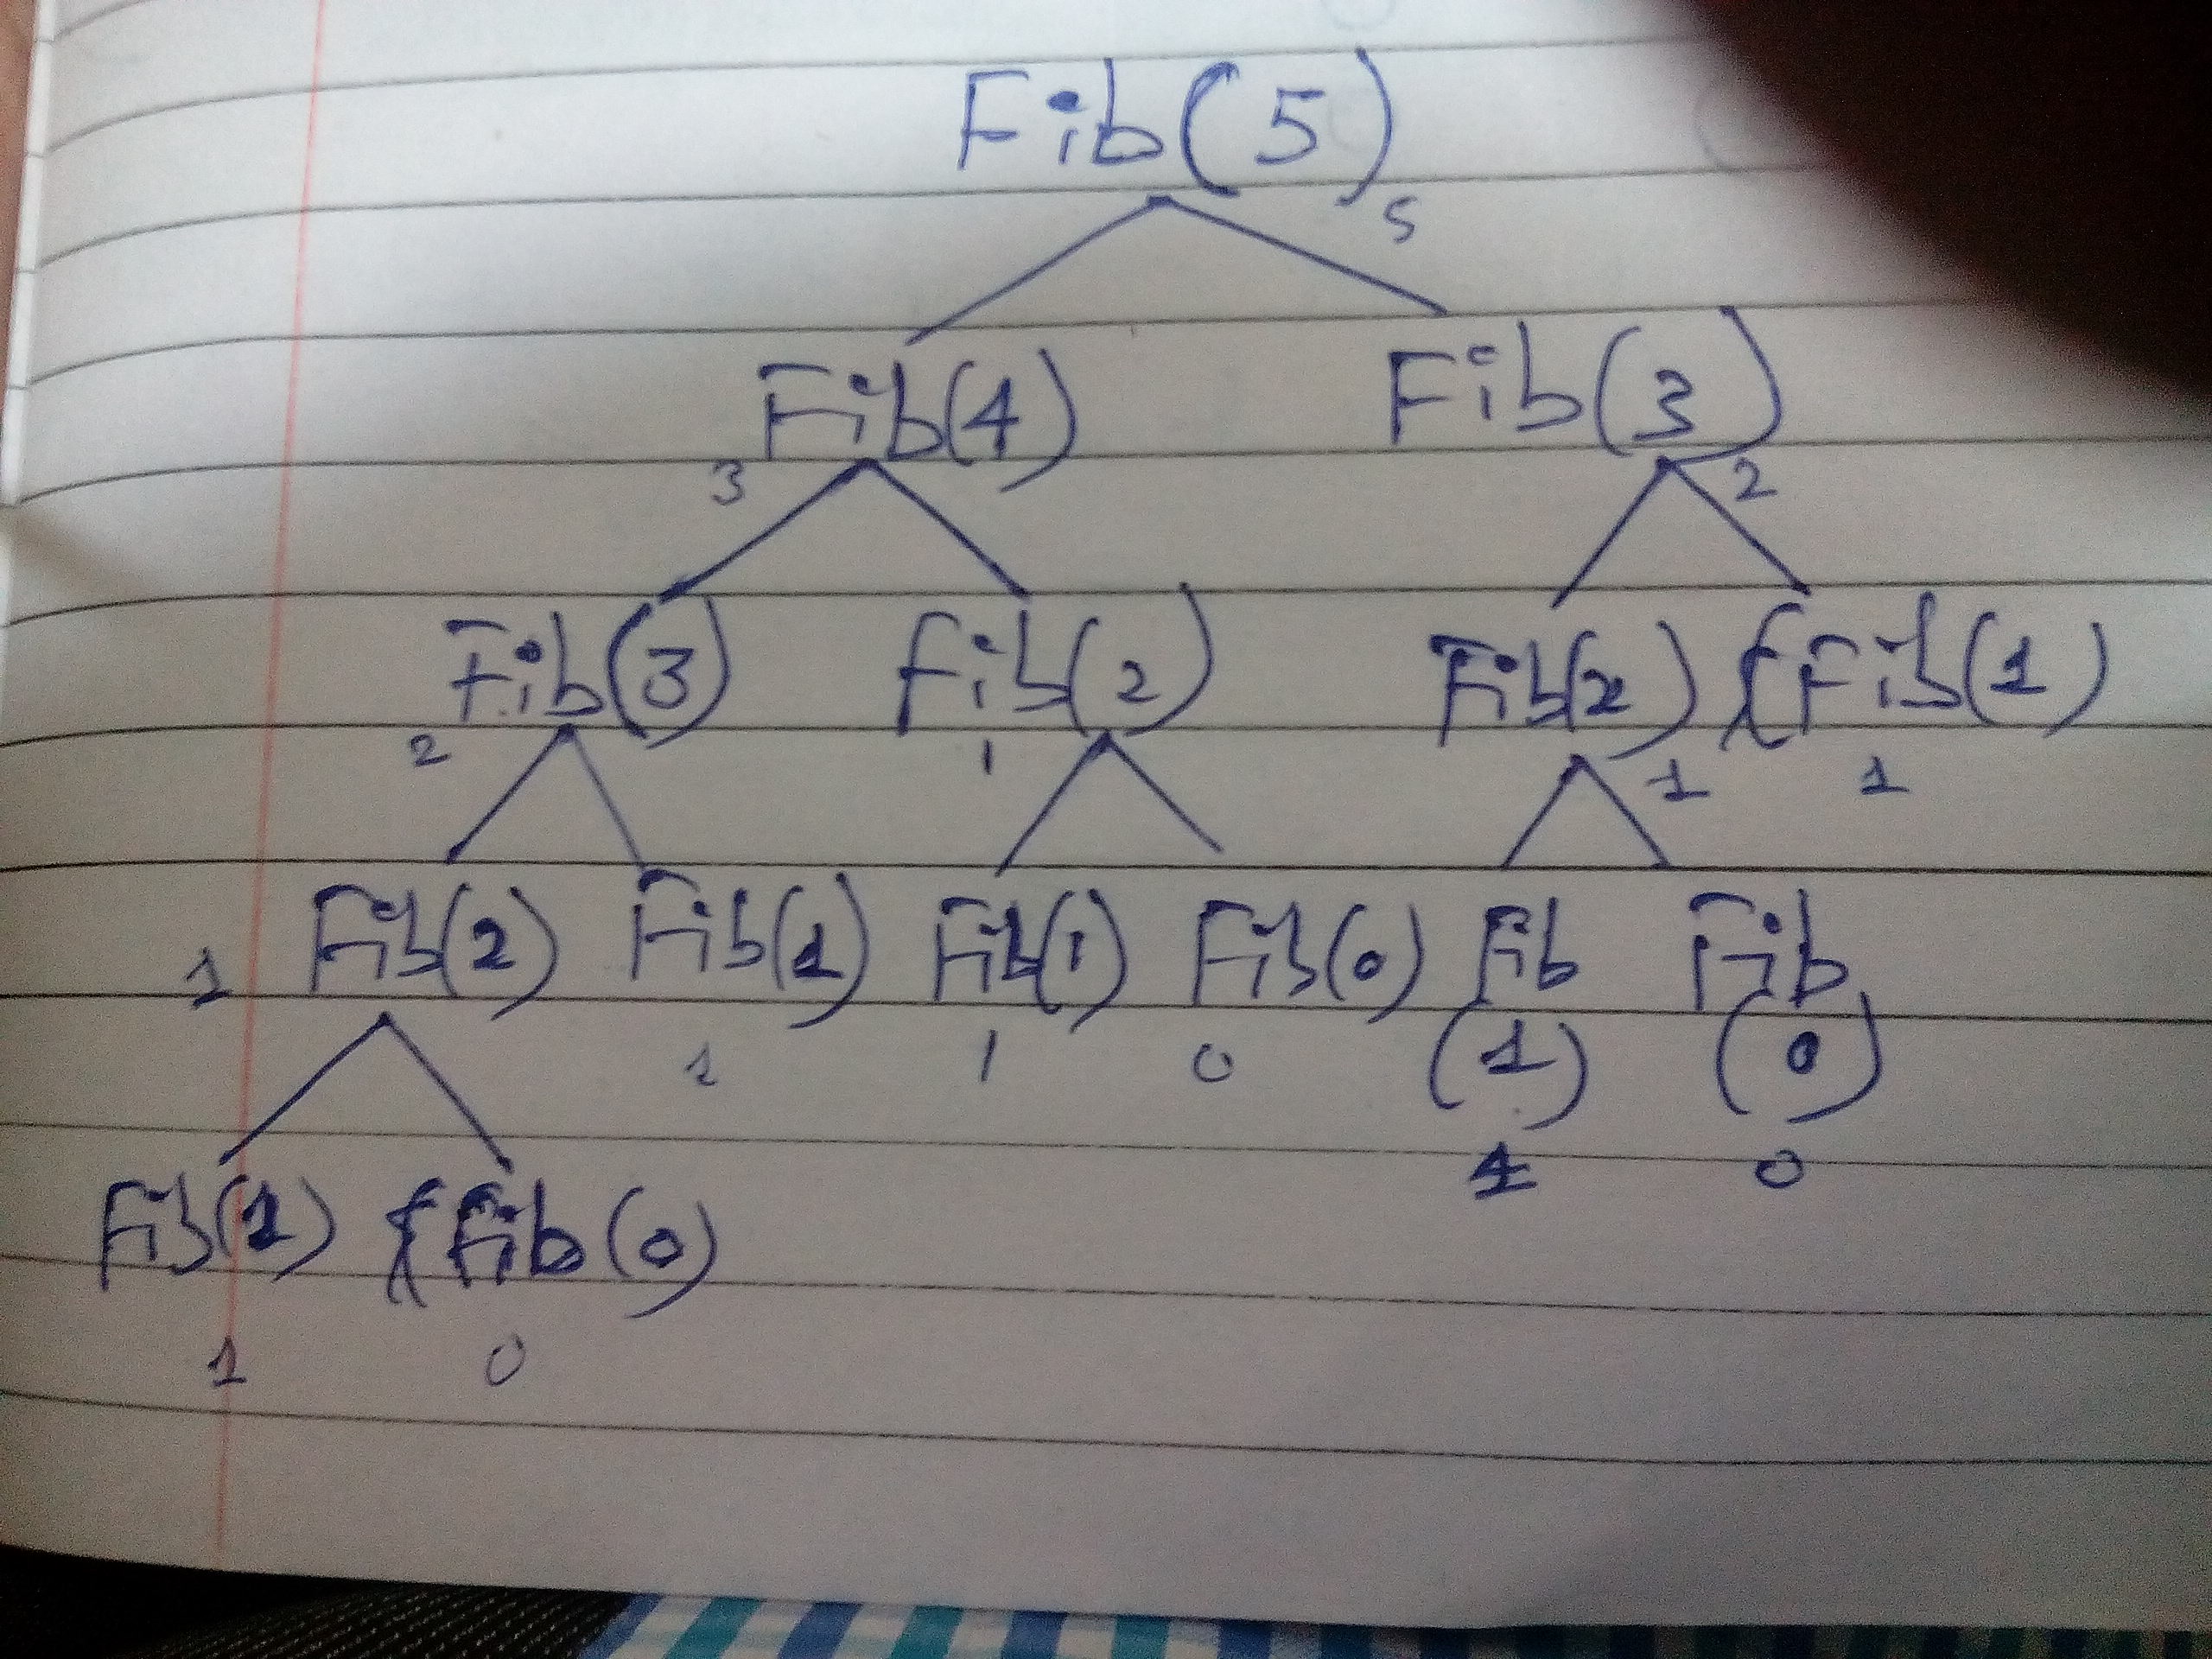 Fib(5)
5
Fib(4) Fib(3)
3 2
Fib(3) Fib(2) Fib(2) Fib(1)
2 1 1 1
1 Fib(2) Fib(1) Fib(1) Fib(0) Fib(1) Fib(0)
1 1 0 1 0
Fib(1) Fib(0)
1 0